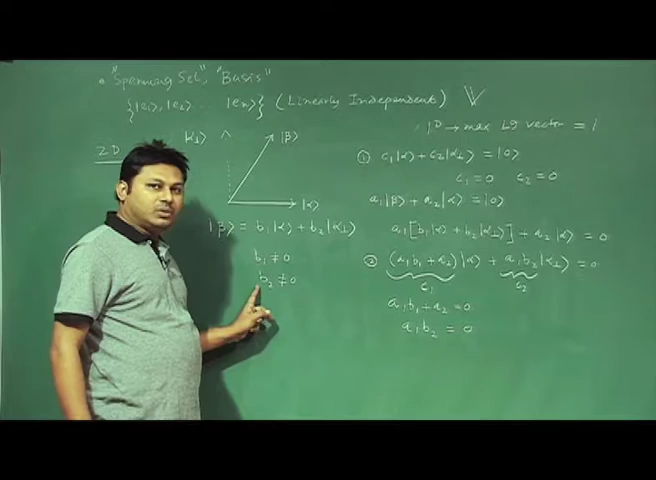 • "Spanning Set", "Basis"
{|e₁⟩, |e₂⟩ ... |eₙ⟩} (Linearly Independent) V
1D → max LI vector = 1
2D
|α⊥⟩
|β⟩
|α⟩
|β⟩ = b₁|α⟩ + b₂|α⊥⟩
b₁ ≠ 0
b₂ ≠ 0
① c₁|α⟩ + c₂|α⊥⟩ = |0⟩
c₁ = 0 c₂ = 0
a₁|β⟩ + a₂|α⟩ = |0⟩
a₁[b₁|α⟩ + b₂|α⊥⟩] + a₂|α⟩ = 0
② (a₁b₁ + a₂)|α⟩ + a₁b₂|α⊥⟩ = 0
c₁ c₂
a₁b₁ + a₂ = 0
a₁b₂ = 0